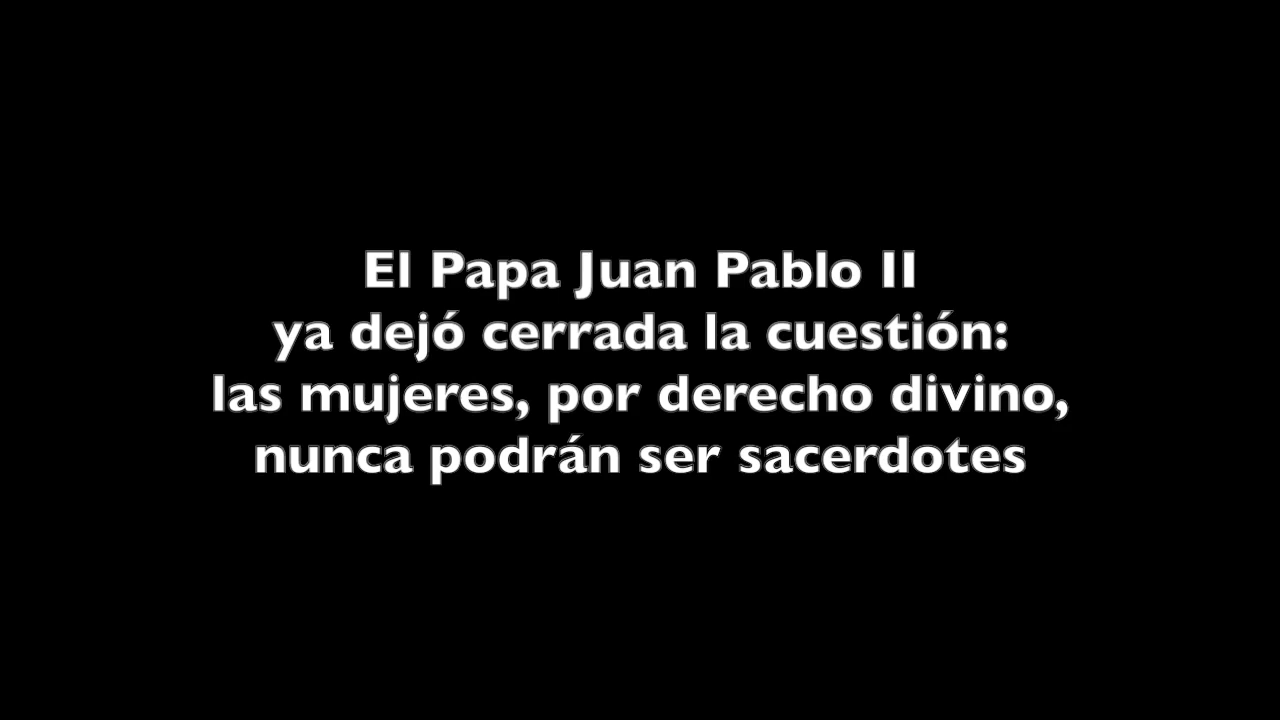 El Papa Juan Pablo II
ya dejó cerrada la cuestión:
las mujeres, por derecho divino,
nunca podrán ser sacerdotes